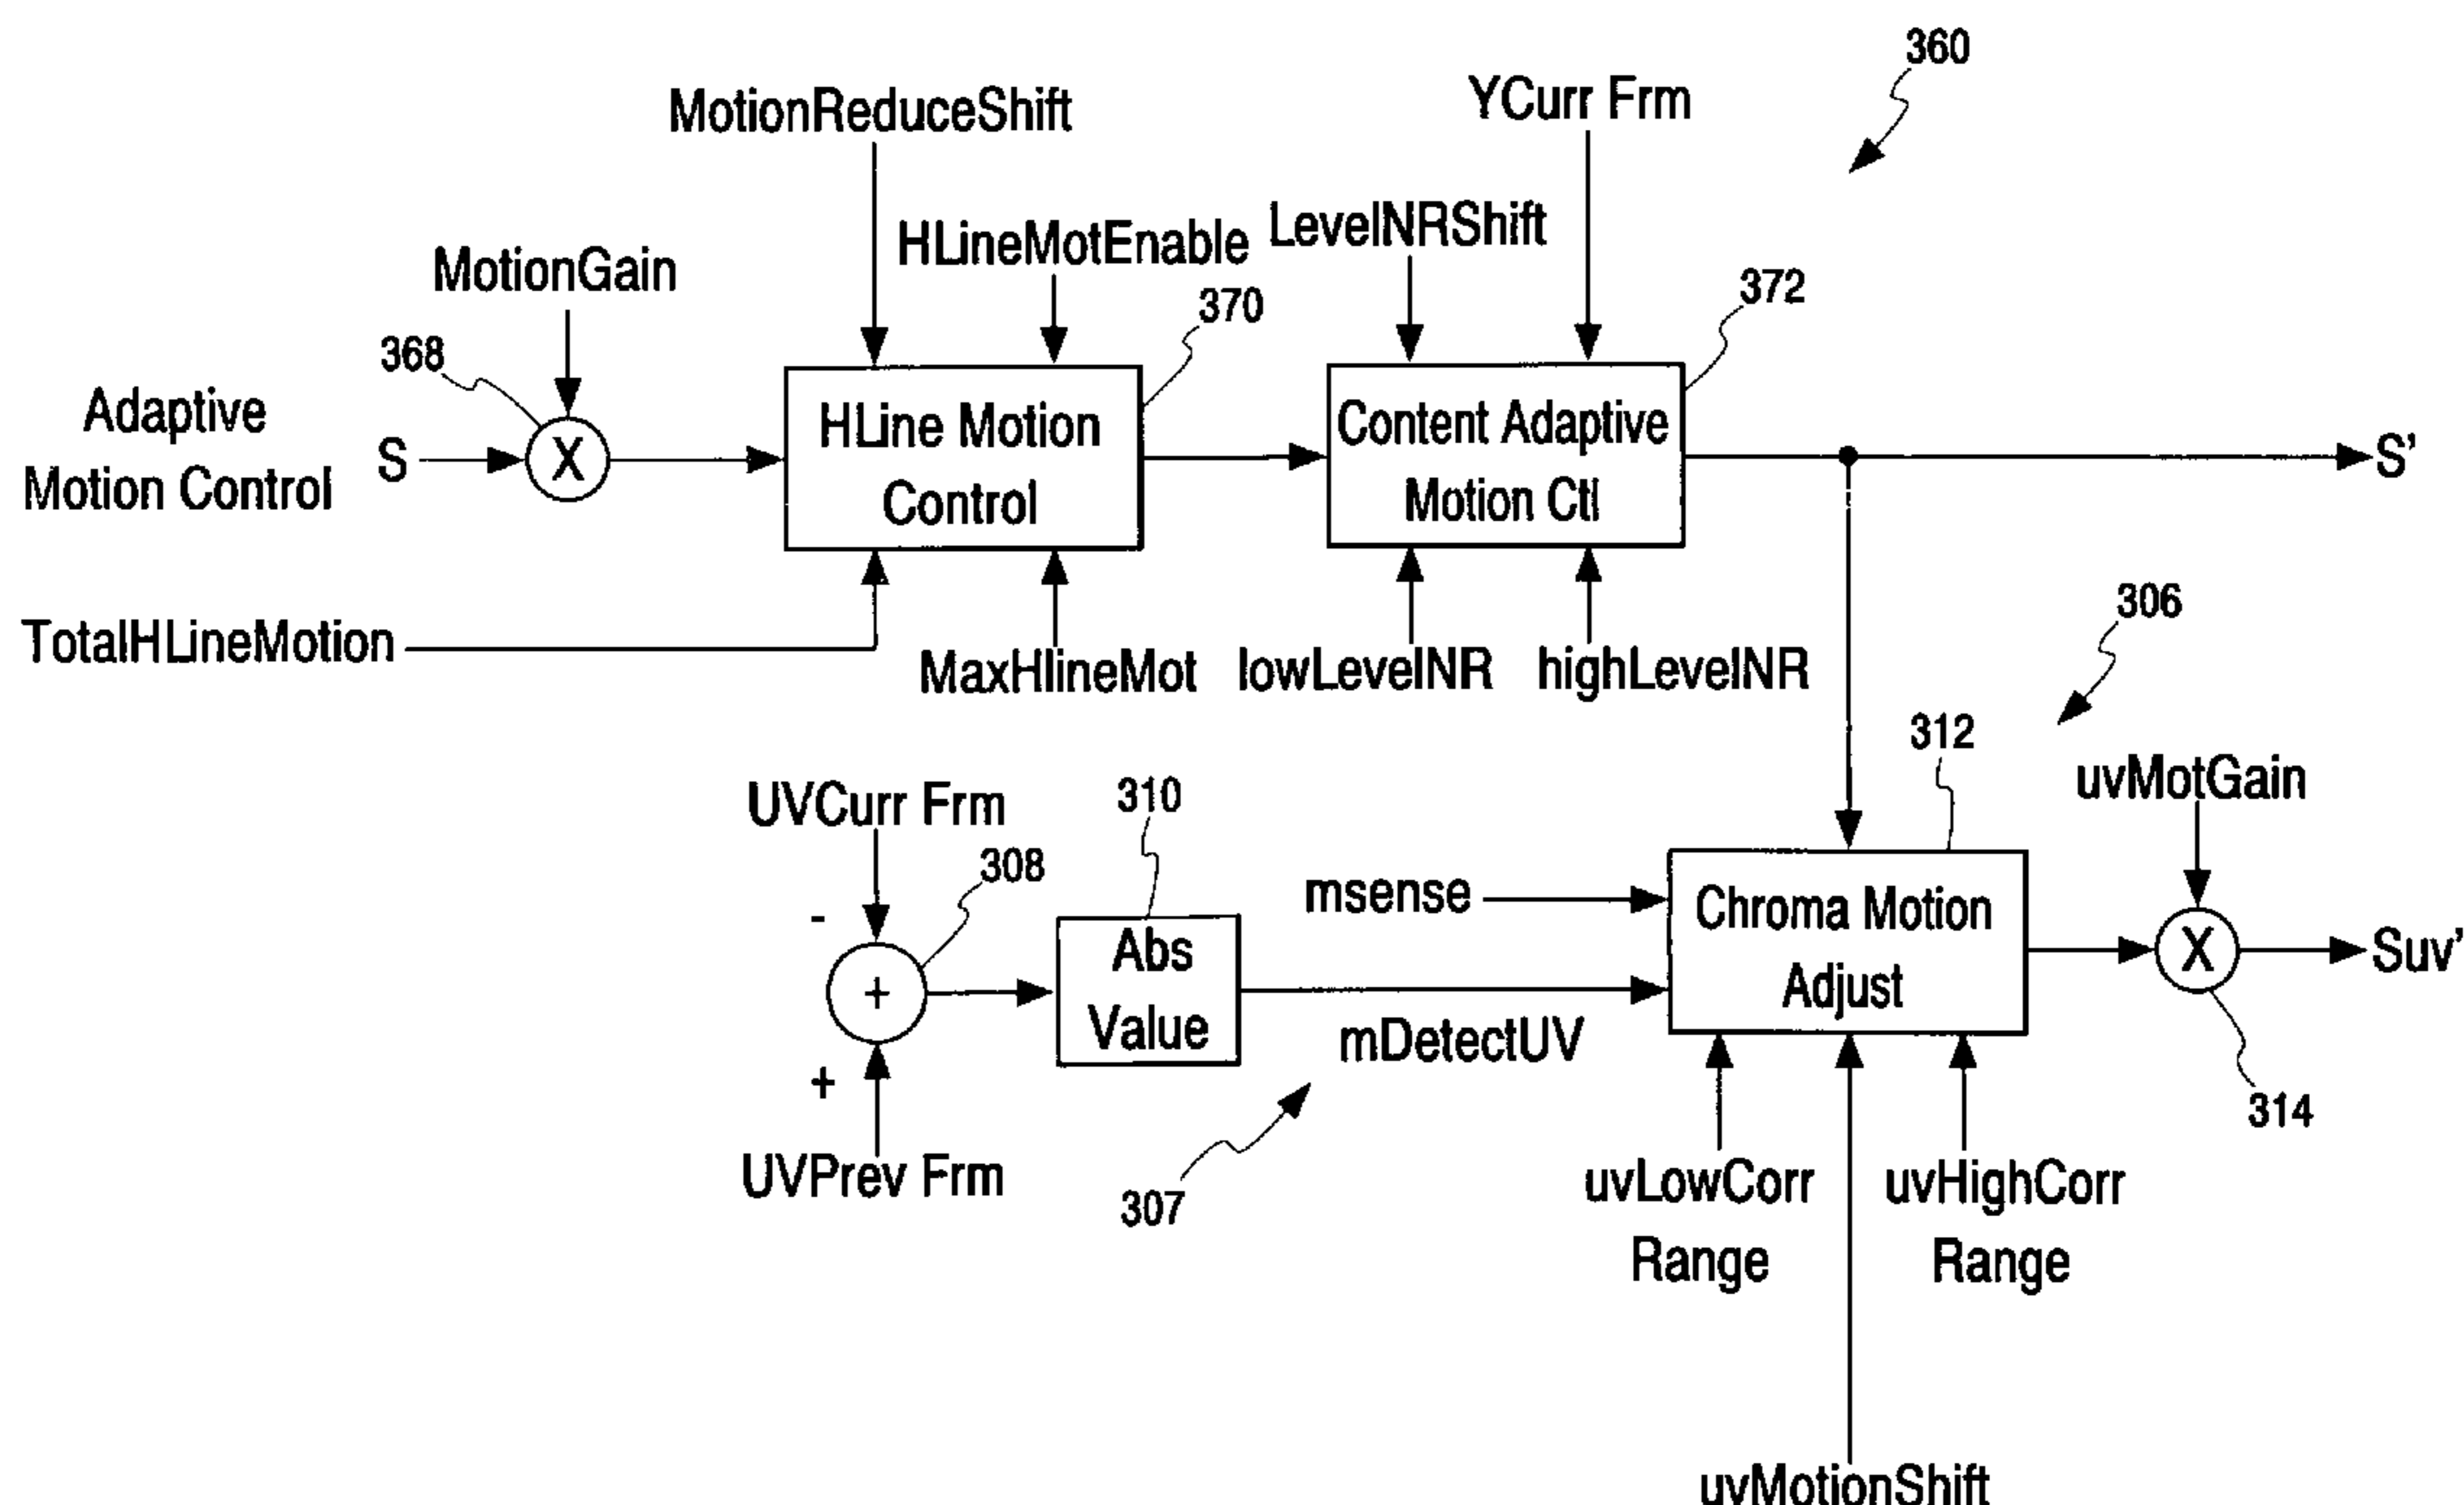 360
MotionReduceShift
YCurr Frm
HLineMotEnable
LevelNRShift
MotionGain
370
372
368
Adaptive
Motion Control
S
X
HLine Motion
Control
Content Adaptive
Motion Ctl
S'
TotalHLineMotion
MaxHlineMot
lowLevelNR
highLevelNR
306
312
UVCurr Frm
310
uvMotGain
308
-
+
+
Abs
Value
msense
mDetectUV
Chroma Motion
Adjust
X
Suv'
UVPrev Frm
307
314
uvLowCorr
Range
uvHighCorr
Range
uvMotionShift